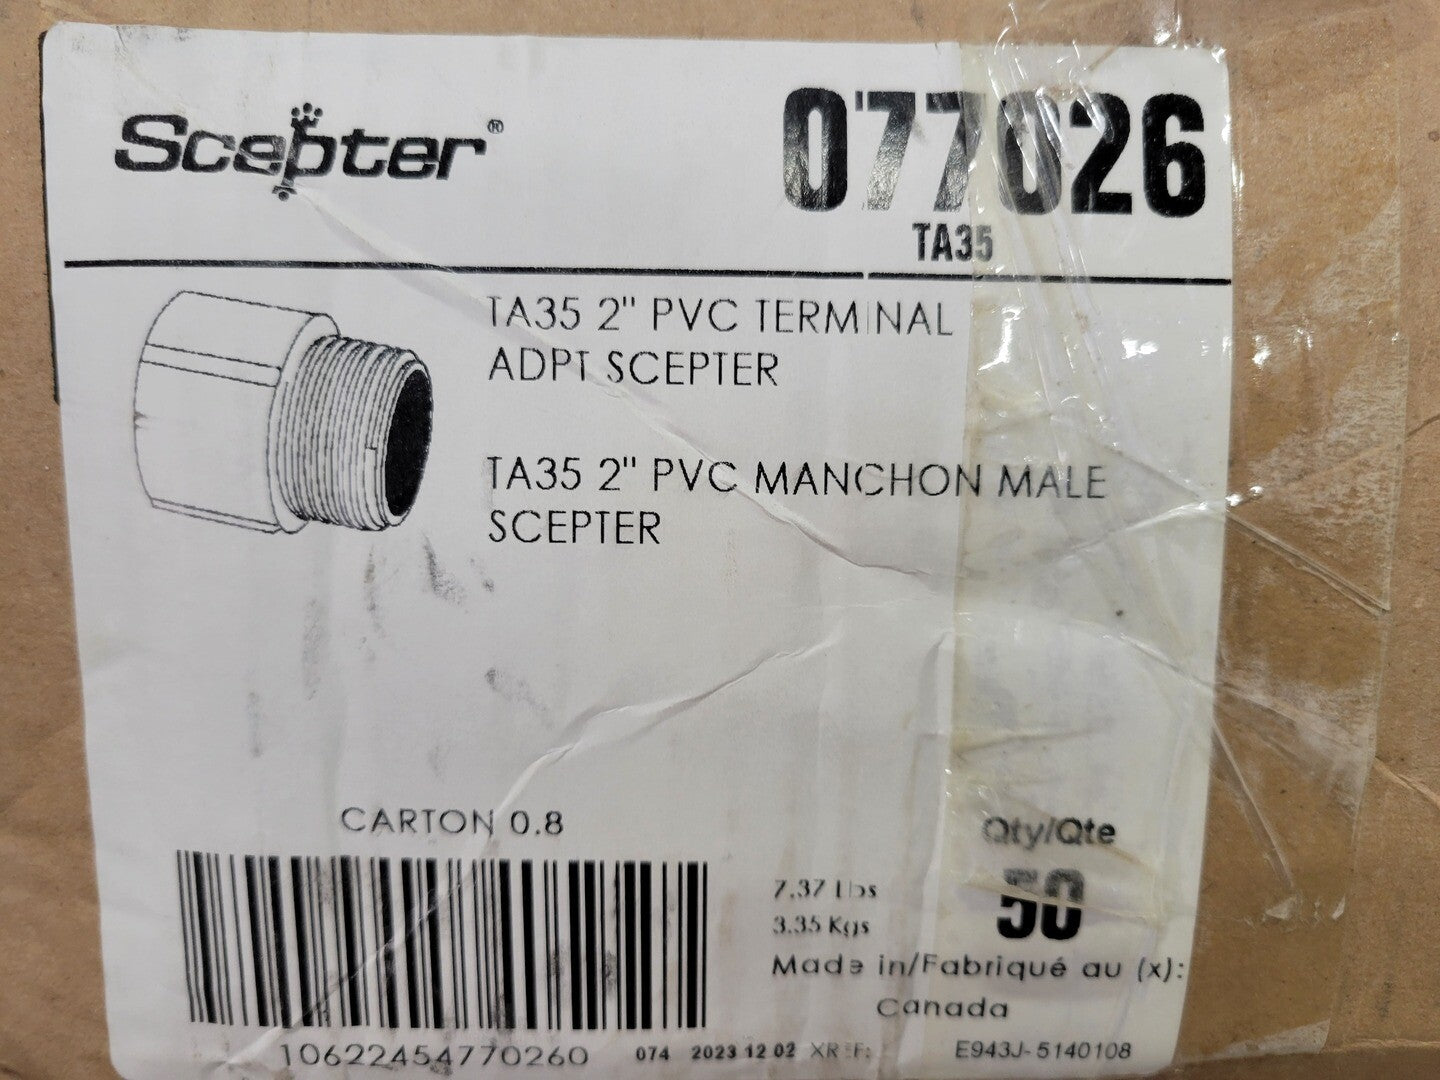 Scepter®
077026
TA35
TA35 2" PVC TERMINAL
ADPT SCEPTER
TA35 2" PVC MANCHON MALE
SCEPTER
CARTON 0.8
Qty/Qte
50
7.37 Lbs
3.35 Kgs
Made in/Fabriqué au (x):
Canada
10622454770260
074 2023 12 02 XREF: E943J-5140108